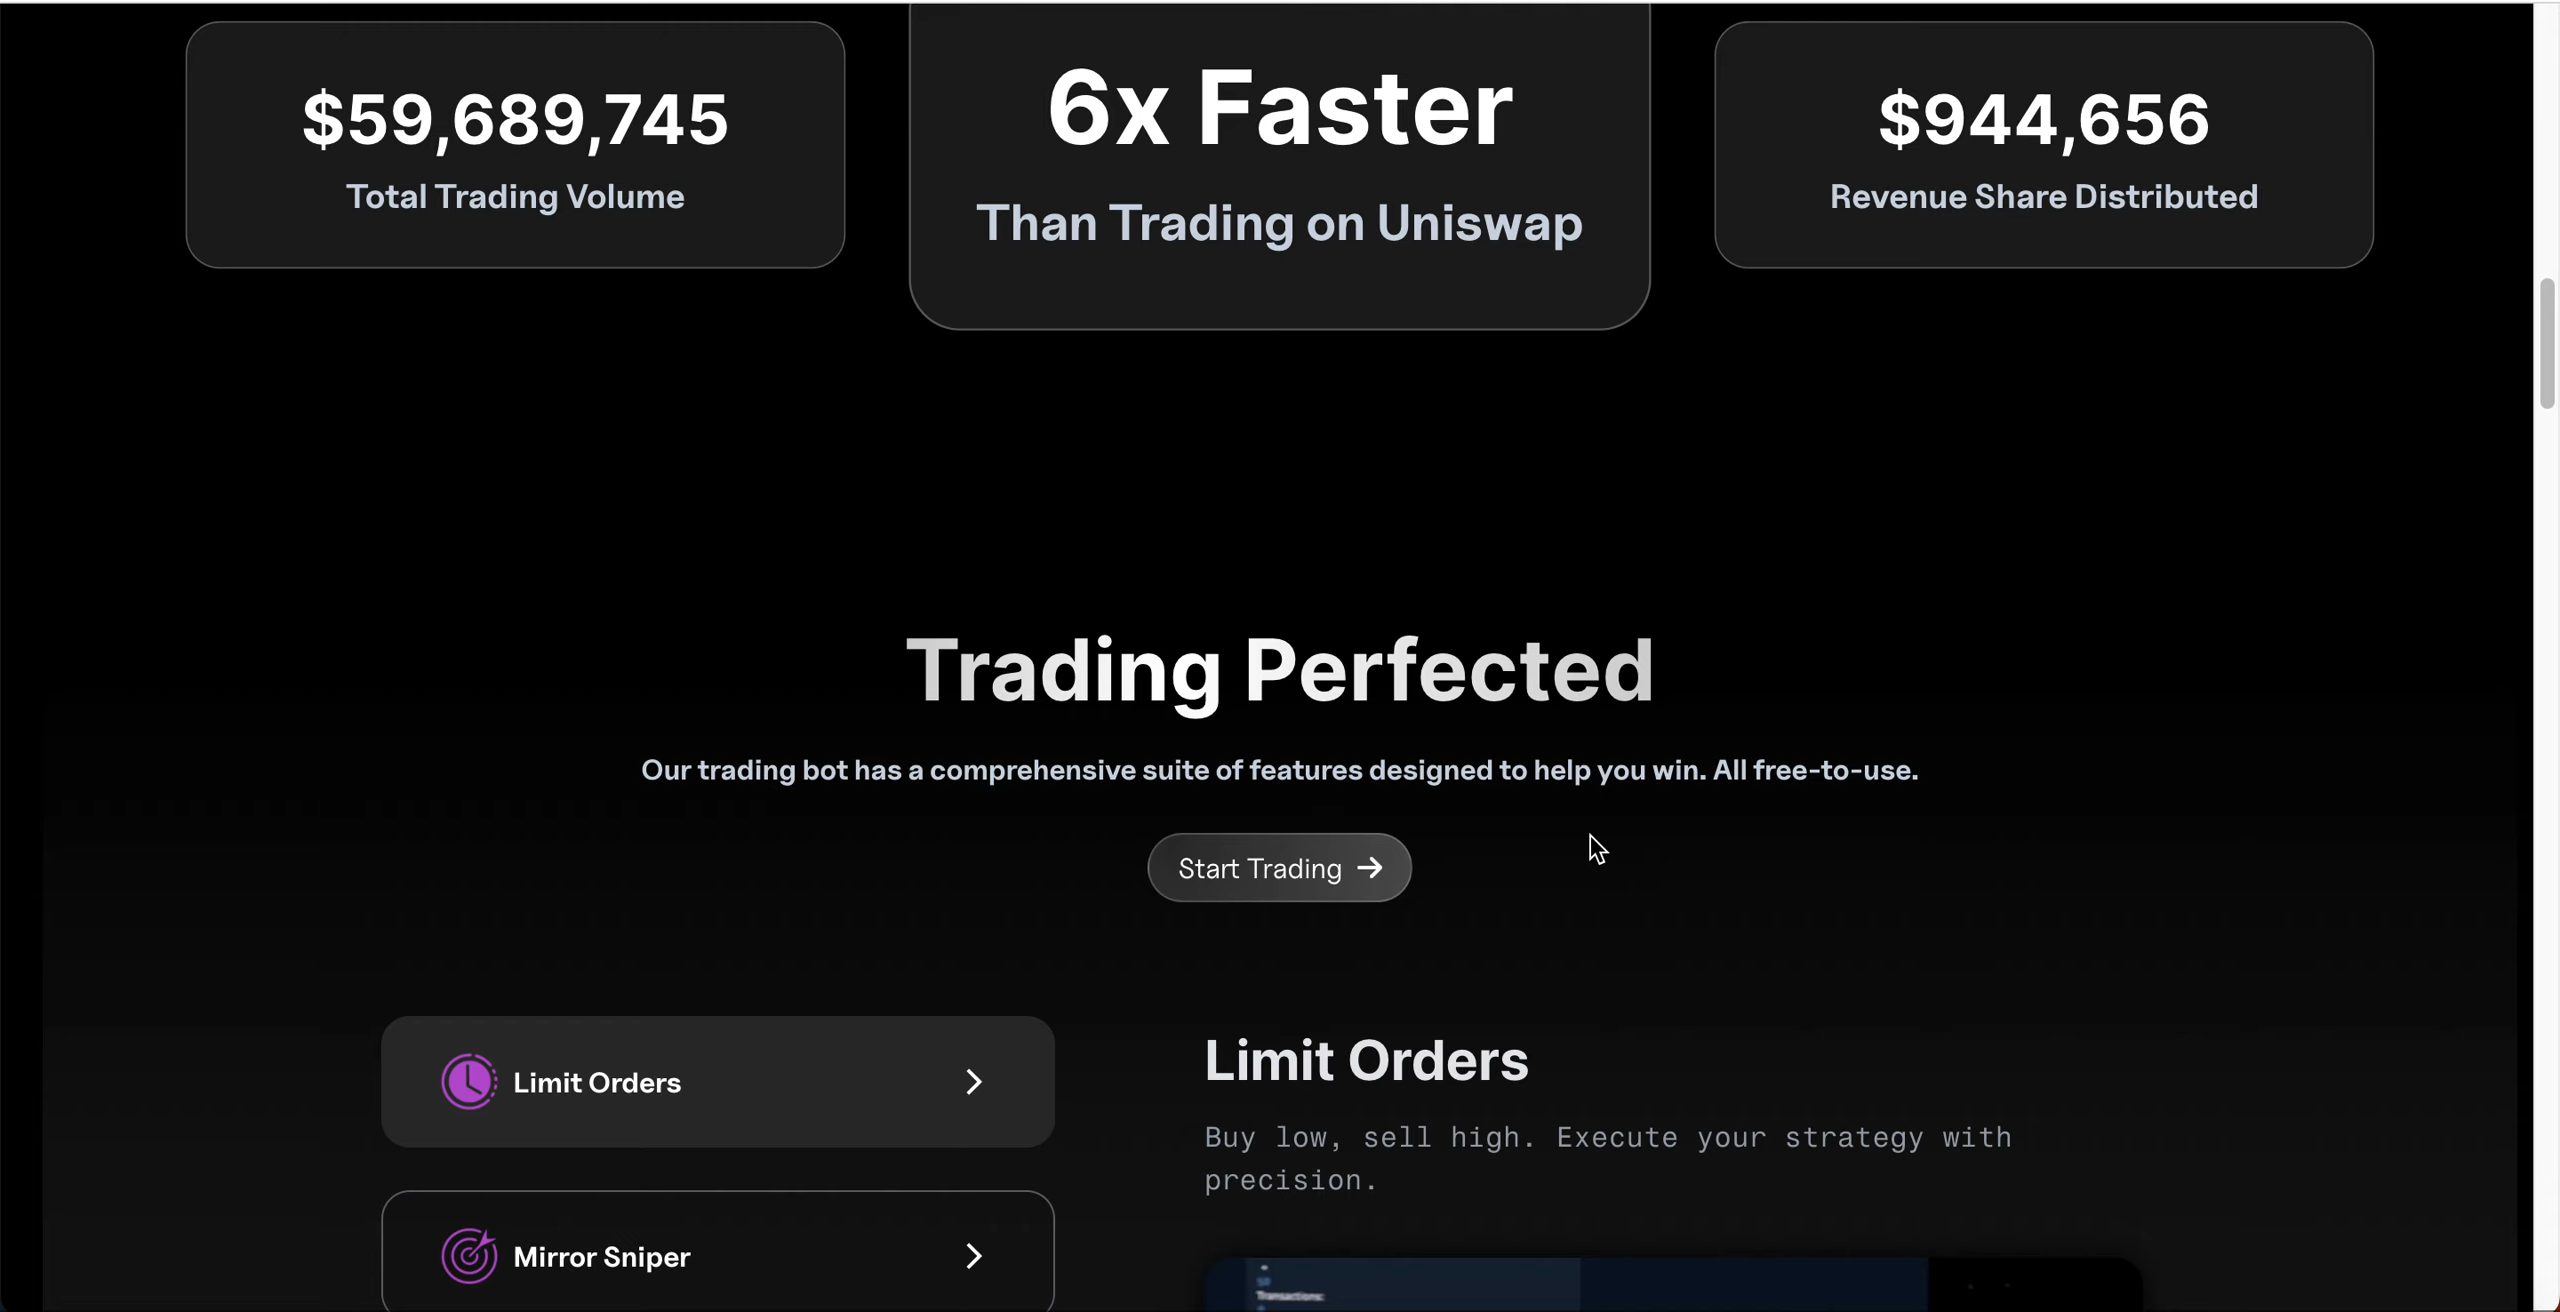 $59,689,745
Total Trading Volume
6x Faster
Than Trading on Uniswap
$944,656
Revenue Share Distributed
Trading Perfected
Our trading bot has a comprehensive suite of features designed to help you win. All free-to-use.
Start Trading
Limit Orders
Mirror Sniper
Limit Orders
Buy low, sell high. Execute your strategy with
precision.
Transactions: